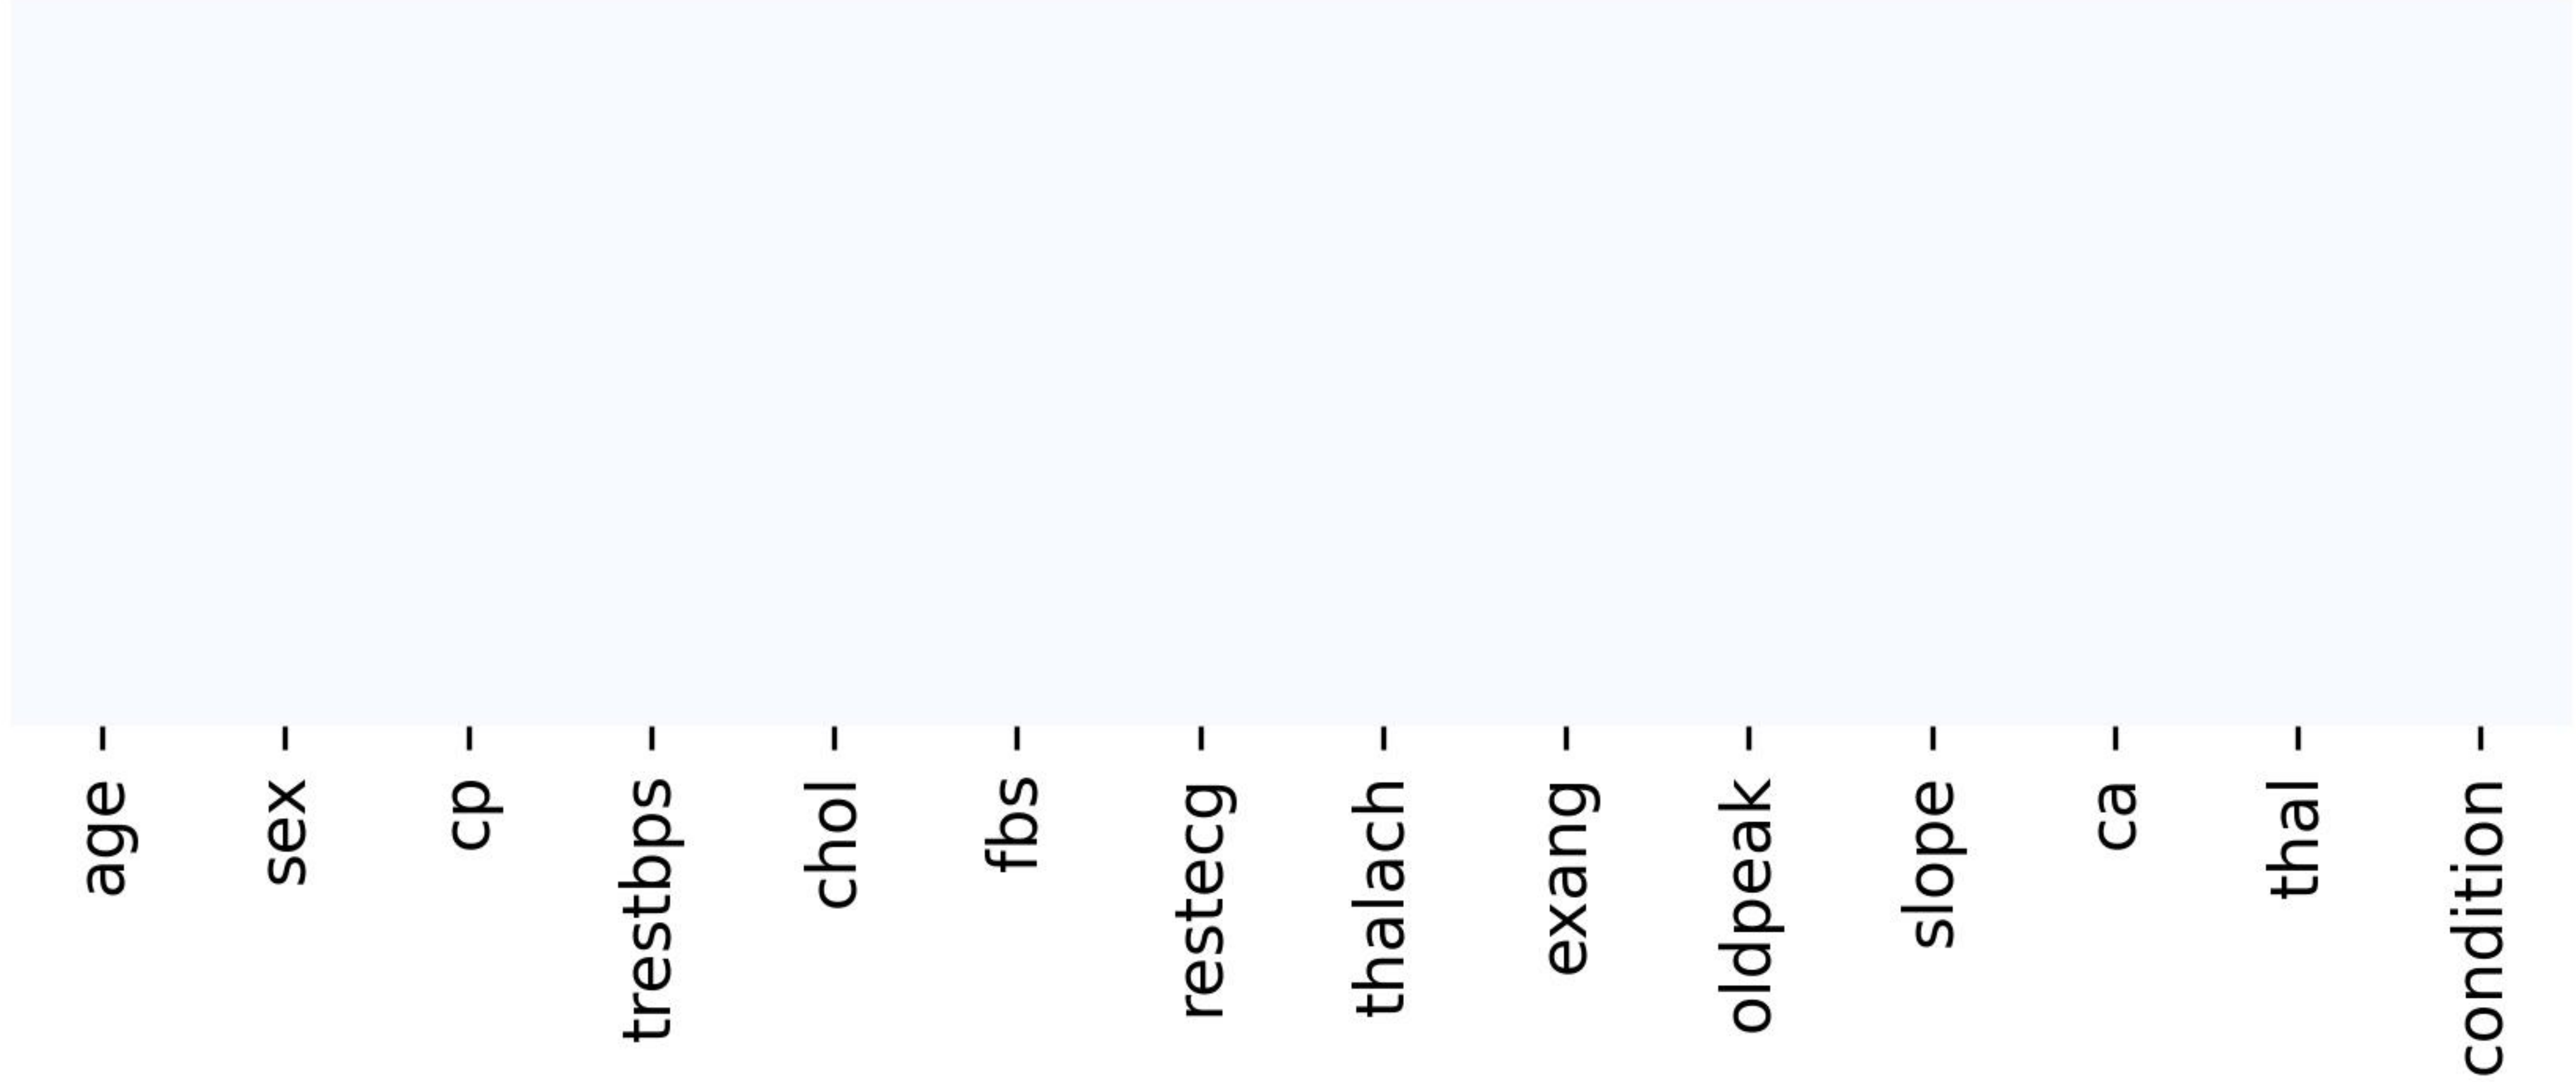 age
sex
cp
trestbps
chol
fbs
restecg
thalach
exang
oldpeak
slope
ca
thal
condition